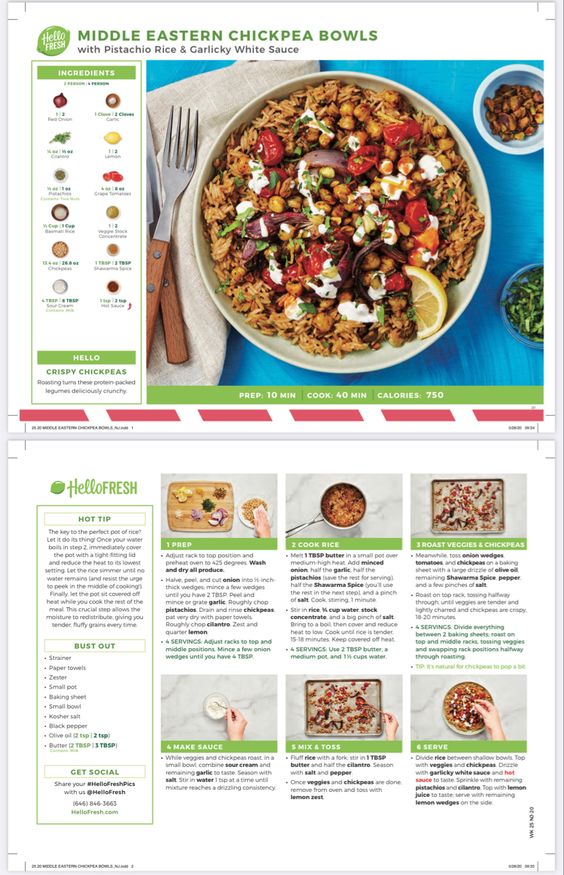 Hello
FRESH
MIDDLE EASTERN CHICKPEA BOWLS
with Pistachio Rice & Garlicky White Sauce
INGREDIENTS
2 PERSON | 4 PERSON
1 | 2
Red Onion
1 Clove | 2 Cloves
Garlic
¼ oz | ½ oz
Cilantro
1 | 2
Lemon
½ oz | 1 oz
Pistachios
Contains: Tree Nuts
4 oz | 8 oz
Grape Tomatoes
½ Cup | 1 Cup
Basmati Rice
1 | 2
Veggie Stock
Concentrate
13.4 oz | 26.8 oz
Chickpeas
1 TBSP | 2 TBSP
Shawarma Spice
4 TBSP | 8 TBSP
Sour Cream
Contains: Milk
1 tsp | 2 tsp
Hot Sauce
HELLO
CRISPY CHICKPEAS
Roasting turns these protein-packed
legumes deliciously crunchy.
PREP: 10 MIN | COOK: 40 MIN | CALORIES: 750
25.20 MIDDLE EASTERN CHICKPEA BOWLS_NJ.indd 1
HelloFRESH
HOT TIP
The key to the perfect pot of rice?
Let it do its thing! Once your water
boils in step 2, immediately cover
the pot with a tight-fitting lid
and reduce the heat to its lowest
setting. Let the rice simmer until no
water remains (and resist the urge
to peek in the middle of cooking!).
Finally, let the pot sit covered off
heat while you cook the rest of the
meal. This crucial step allows the
moisture to redistribute, giving you
tender, fluffy grains every time.
BUST OUT
• Strainer
• Paper towels
• Zester
• Small pot
• Baking sheet
• Small bowl
• Kosher salt
• Black pepper
• Olive oil (2 tsp | 2 tsp)
• Butter (2 TBSP | 3 TBSP)
Contains: Milk
GET SOCIAL
Share your #HelloFreshPics
with us @HelloFresh
(646) 846-3663
HelloFresh.com
1 PREP
• Adjust rack to top position and
preheat oven to 425 degrees. Wash
and dry all produce.
• Halve, peel, and cut onion into ½-inch-
thick wedges; mince a few wedges
until you have 2 TBSP. Peel and
mince or grate garlic. Roughly chop
pistachios. Drain and rinse chickpeas;
pat very dry with paper towels.
Roughly chop cilantro. Zest and
quarter lemon.
• 4 SERVINGS: Adjust racks to top and
middle positions. Mince a few onion
wedges until you have 4 TBSP.
2 COOK RICE
• Melt 1 TBSP butter in a small pot over
medium-high heat. Add minced
onion, half the garlic, half the
pistachios (save the rest for serving),
half the Shawarma Spice (you'll use
the rest in the next step), and a pinch
of salt. Cook, stirring, 1 minute.
• Stir in rice, ¾ cup water, stock
concentrate, and a big pinch of salt.
Bring to a boil; then cover and reduce
heat to low. Cook until rice is tender,
15-18 minutes. Keep covered off heat.
• 4 SERVINGS: Use 2 TBSP butter, a
medium pot, and 1½ cups water.
3 ROAST VEGGIES & CHICKPEAS
• Meanwhile, toss onion wedges,
tomatoes, and chickpeas on a baking
sheet with a large drizzle of olive oil,
remaining Shawarma Spice, pepper,
and a few pinches of salt.
• Roast on top rack, tossing halfway
through, until veggies are tender and
lightly charred and chickpeas are crispy,
18-20 minutes.
• 4 SERVINGS: Divide everything
between 2 baking sheets; roast on
top and middle racks, tossing veggies
and swapping rack positions halfway
through roasting.
• TIP: It's natural for chickpeas to pop a bit.
4 MAKE SAUCE
• While veggies and chickpeas roast, in a
small bowl, combine sour cream and
remaining garlic to taste. Season with
salt. Stir in water 1 tsp at a time until
mixture reaches a drizzling consistency.
5 MIX & TOSS
• Fluff rice with a fork; stir in 1 TBSP
butter and half the cilantro. Season
with salt and pepper.
• Once veggies and chickpeas are done,
remove from oven and toss with
lemon zest.
6 SERVE
• Divide rice between shallow bowls. Top
with veggies and chickpeas. Drizzle
with garlicky white sauce and hot
sauce to taste. Sprinkle with remaining
pistachios and cilantro. Top with lemon
juice to taste; serve with remaining
lemon wedges on the side.
WK 25 NJ-20
25.20 MIDDLE EASTERN CHICKPEA BOWLS_NJ.indd 2